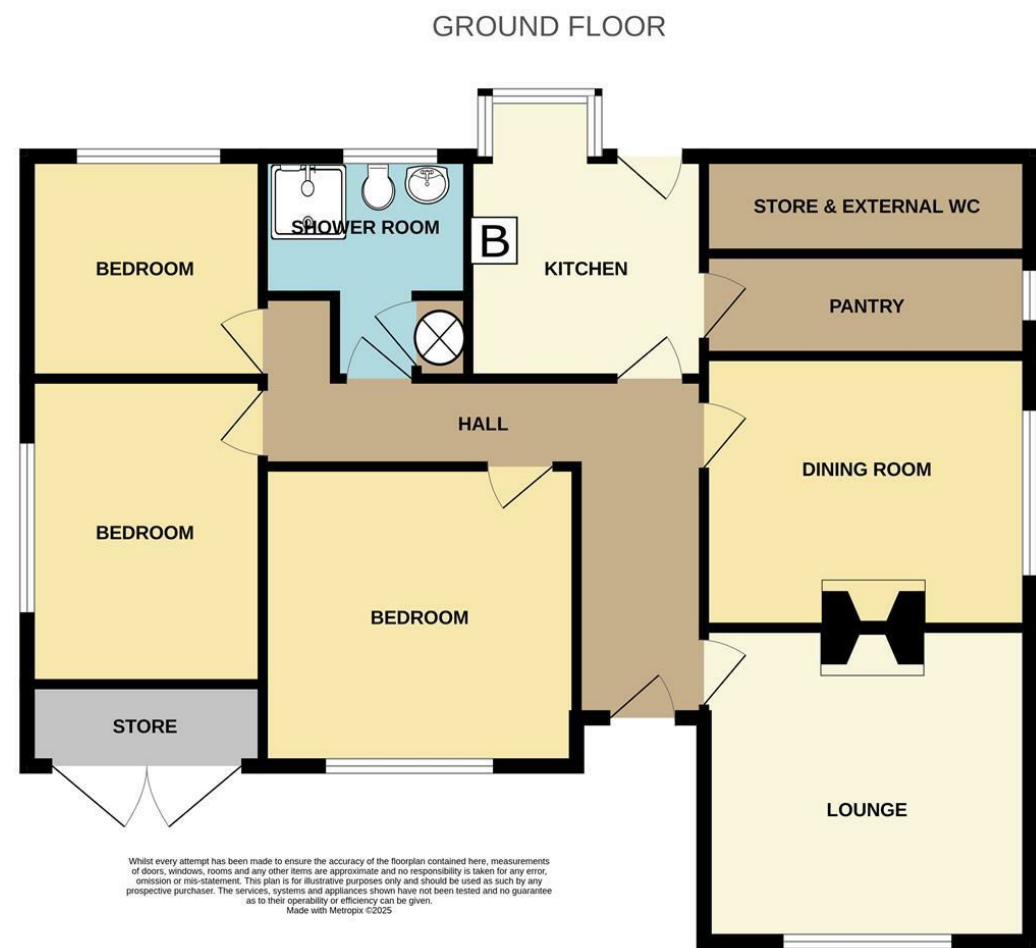 GROUND FLOOR
STORE & EXTERNAL WC
SHOWER ROOM
B
BEDROOM
KITCHEN
PANTRY
HALL
DINING ROOM
BEDROOM
BEDROOM
STORE
LOUNGE
Whilst every attempt has been made to ensure the accuracy of the floorplan contained here, measurements
of doors, windows, rooms and any other items are approximate and no responsibility is taken for any error,
omission or mis-statement. This plan is for illustrative purposes only and should be used as such by any
prospective purchaser. The services, systems and appliances shown have not been tested and no guarantee
as to their operability or efficiency can be given.
Made with Metropix ©2025